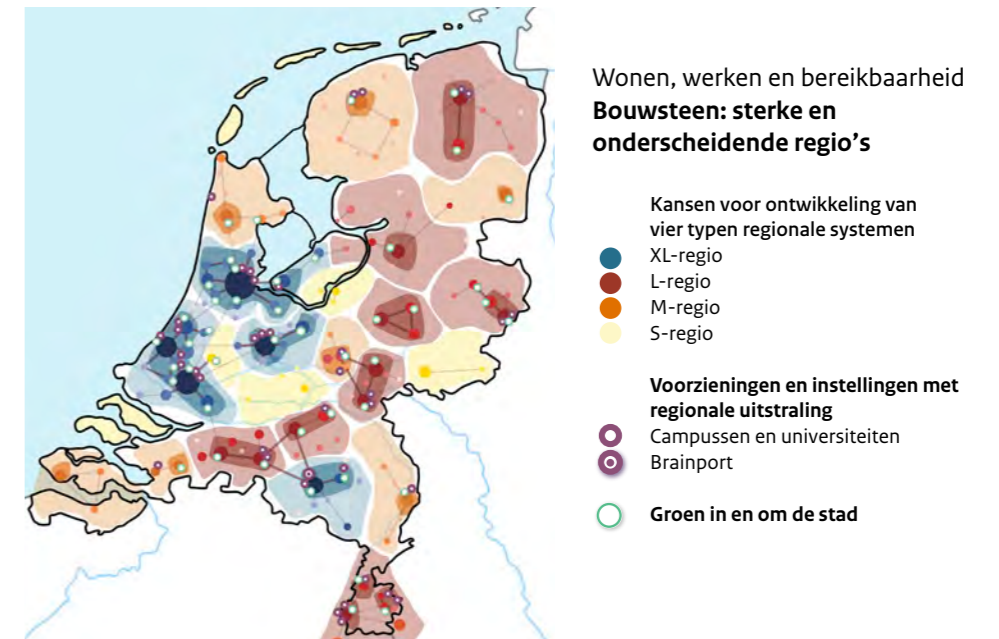 Wonen, werken en bereikbaarheid
Bouwsteen: sterke en
onderscheidende regio’s
Kansen voor ontwikkeling van
vier typen regionale systemen
XL-regio
L-regio
M-regio
S-regio
Voorzieningen en instellingen met
regionale uitstraling
Campussen en universiteiten
Brainport
Groen in en om de stad